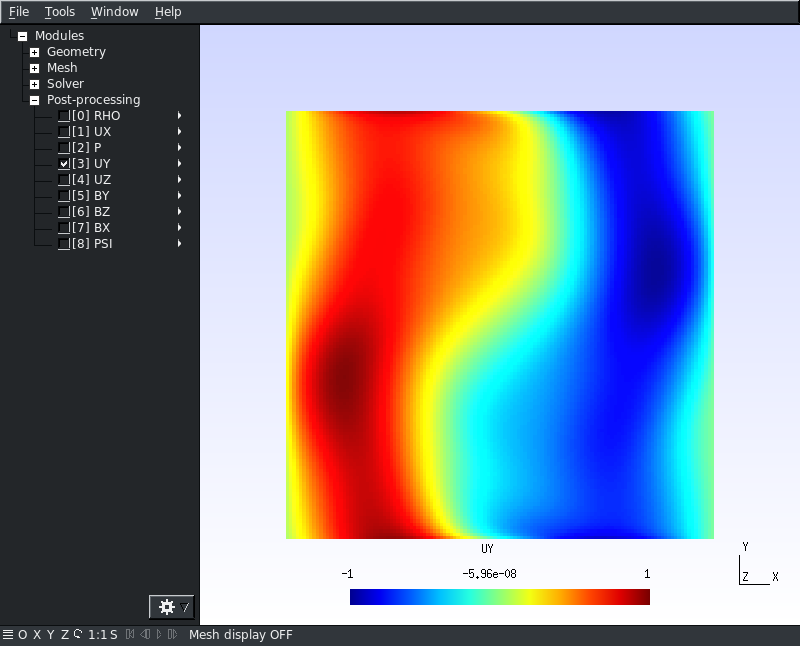 File Tools Window Help
Modules
Geometry
Mesh
Solver
Post-processing
[0] RHO
[1] UX
[2] P
[3] UY
[4] UZ
[5] BY
[6] BZ
[7] BX
[8] PSI
UY
-1 -5.96e-08 1
Y
Z X
O X Y Z 1:1 S Mesh display OFF